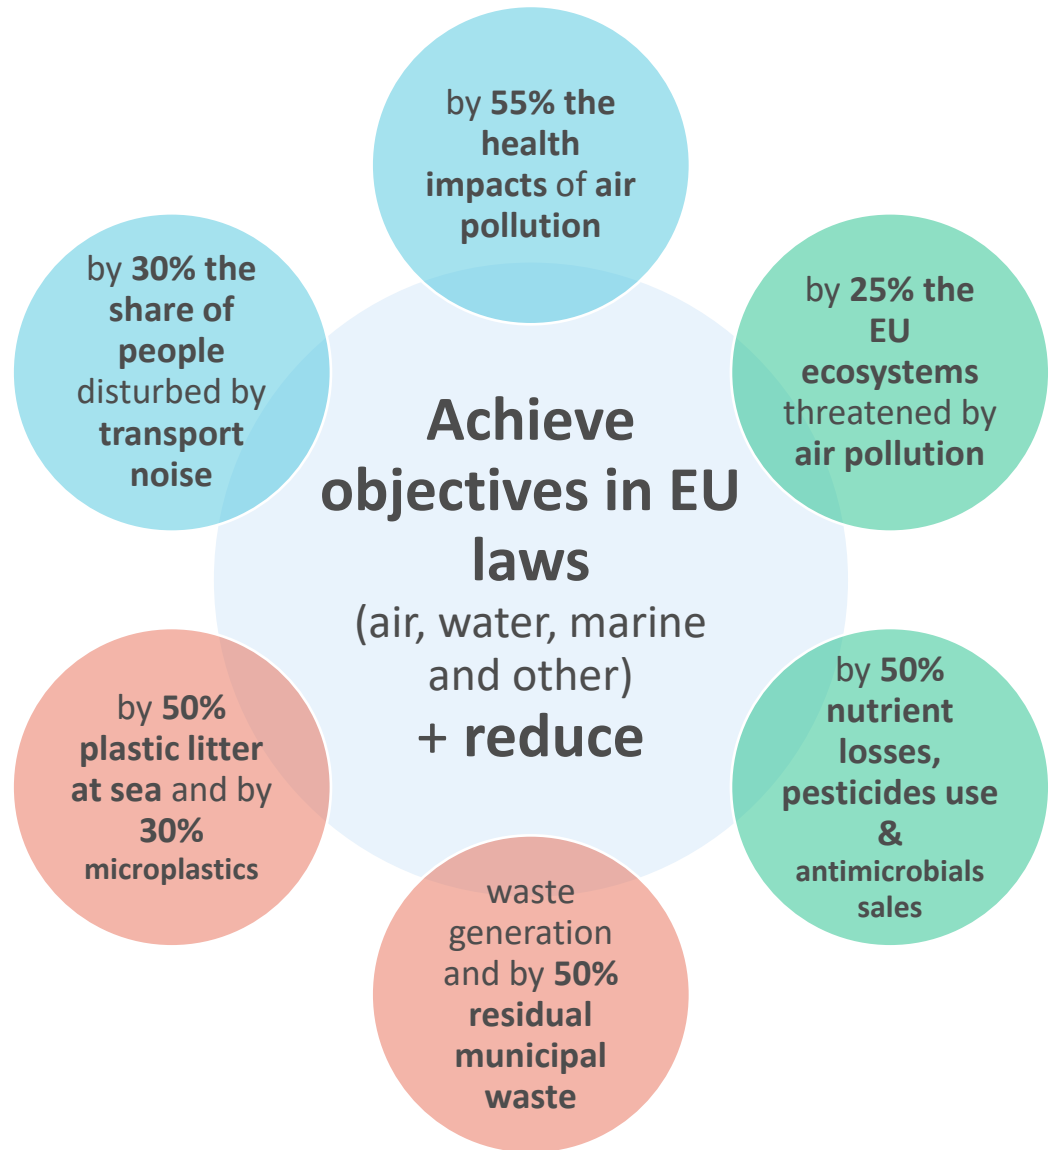 by 55% the
health
impacts of air
pollution
by 25% the
EU
ecosystems
threatened by
air pollution
by 50%
nutrient
losses,
pesticides use
&
antimicrobials
sales
waste
generation
and by 50%
residual
municipal
waste
by 50%
plastic litter
at sea and by
30%
microplastics
by 30% the
share of
people
disturbed by
transport
noise
Achieve
objectives in EU
laws
(air, water, marine
and other)
+ reduce